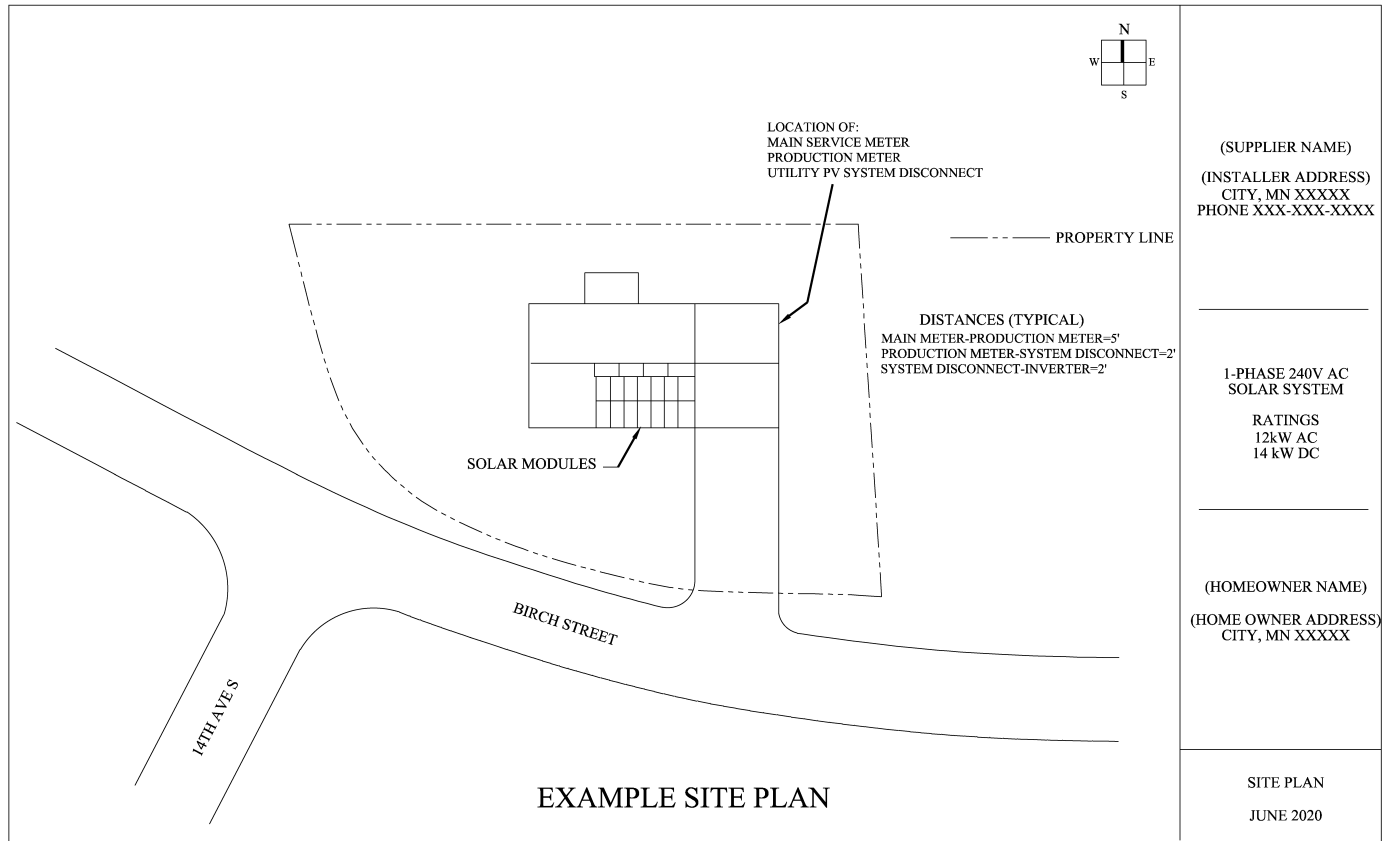 N
W
E
S
LOCATION OF:
MAIN SERVICE METER
PRODUCTION METER
UTILITY PV SYSTEM DISCONNECT
PROPERTY LINE
DISTANCES (TYPICAL)
MAIN METER-PRODUCTION METER=5'
PRODUCTION METER-SYSTEM DISCONNECT=2'
SYSTEM DISCONNECT-INVERTER=2'
SOLAR MODULES
BIRCH STREET
14TH AVE S
EXAMPLE SITE PLAN
(SUPPLIER NAME)
(INSTALLER ADDRESS)
CITY, MN XXXXX
PHONE XXX-XXX-XXXX
1-PHASE 240V AC
SOLAR SYSTEM
RATINGS
12kW AC
14 kW DC
(HOMEOWNER NAME)
(HOME OWNER ADDRESS)
CITY, MN XXXXX
SITE PLAN
JUNE 2020